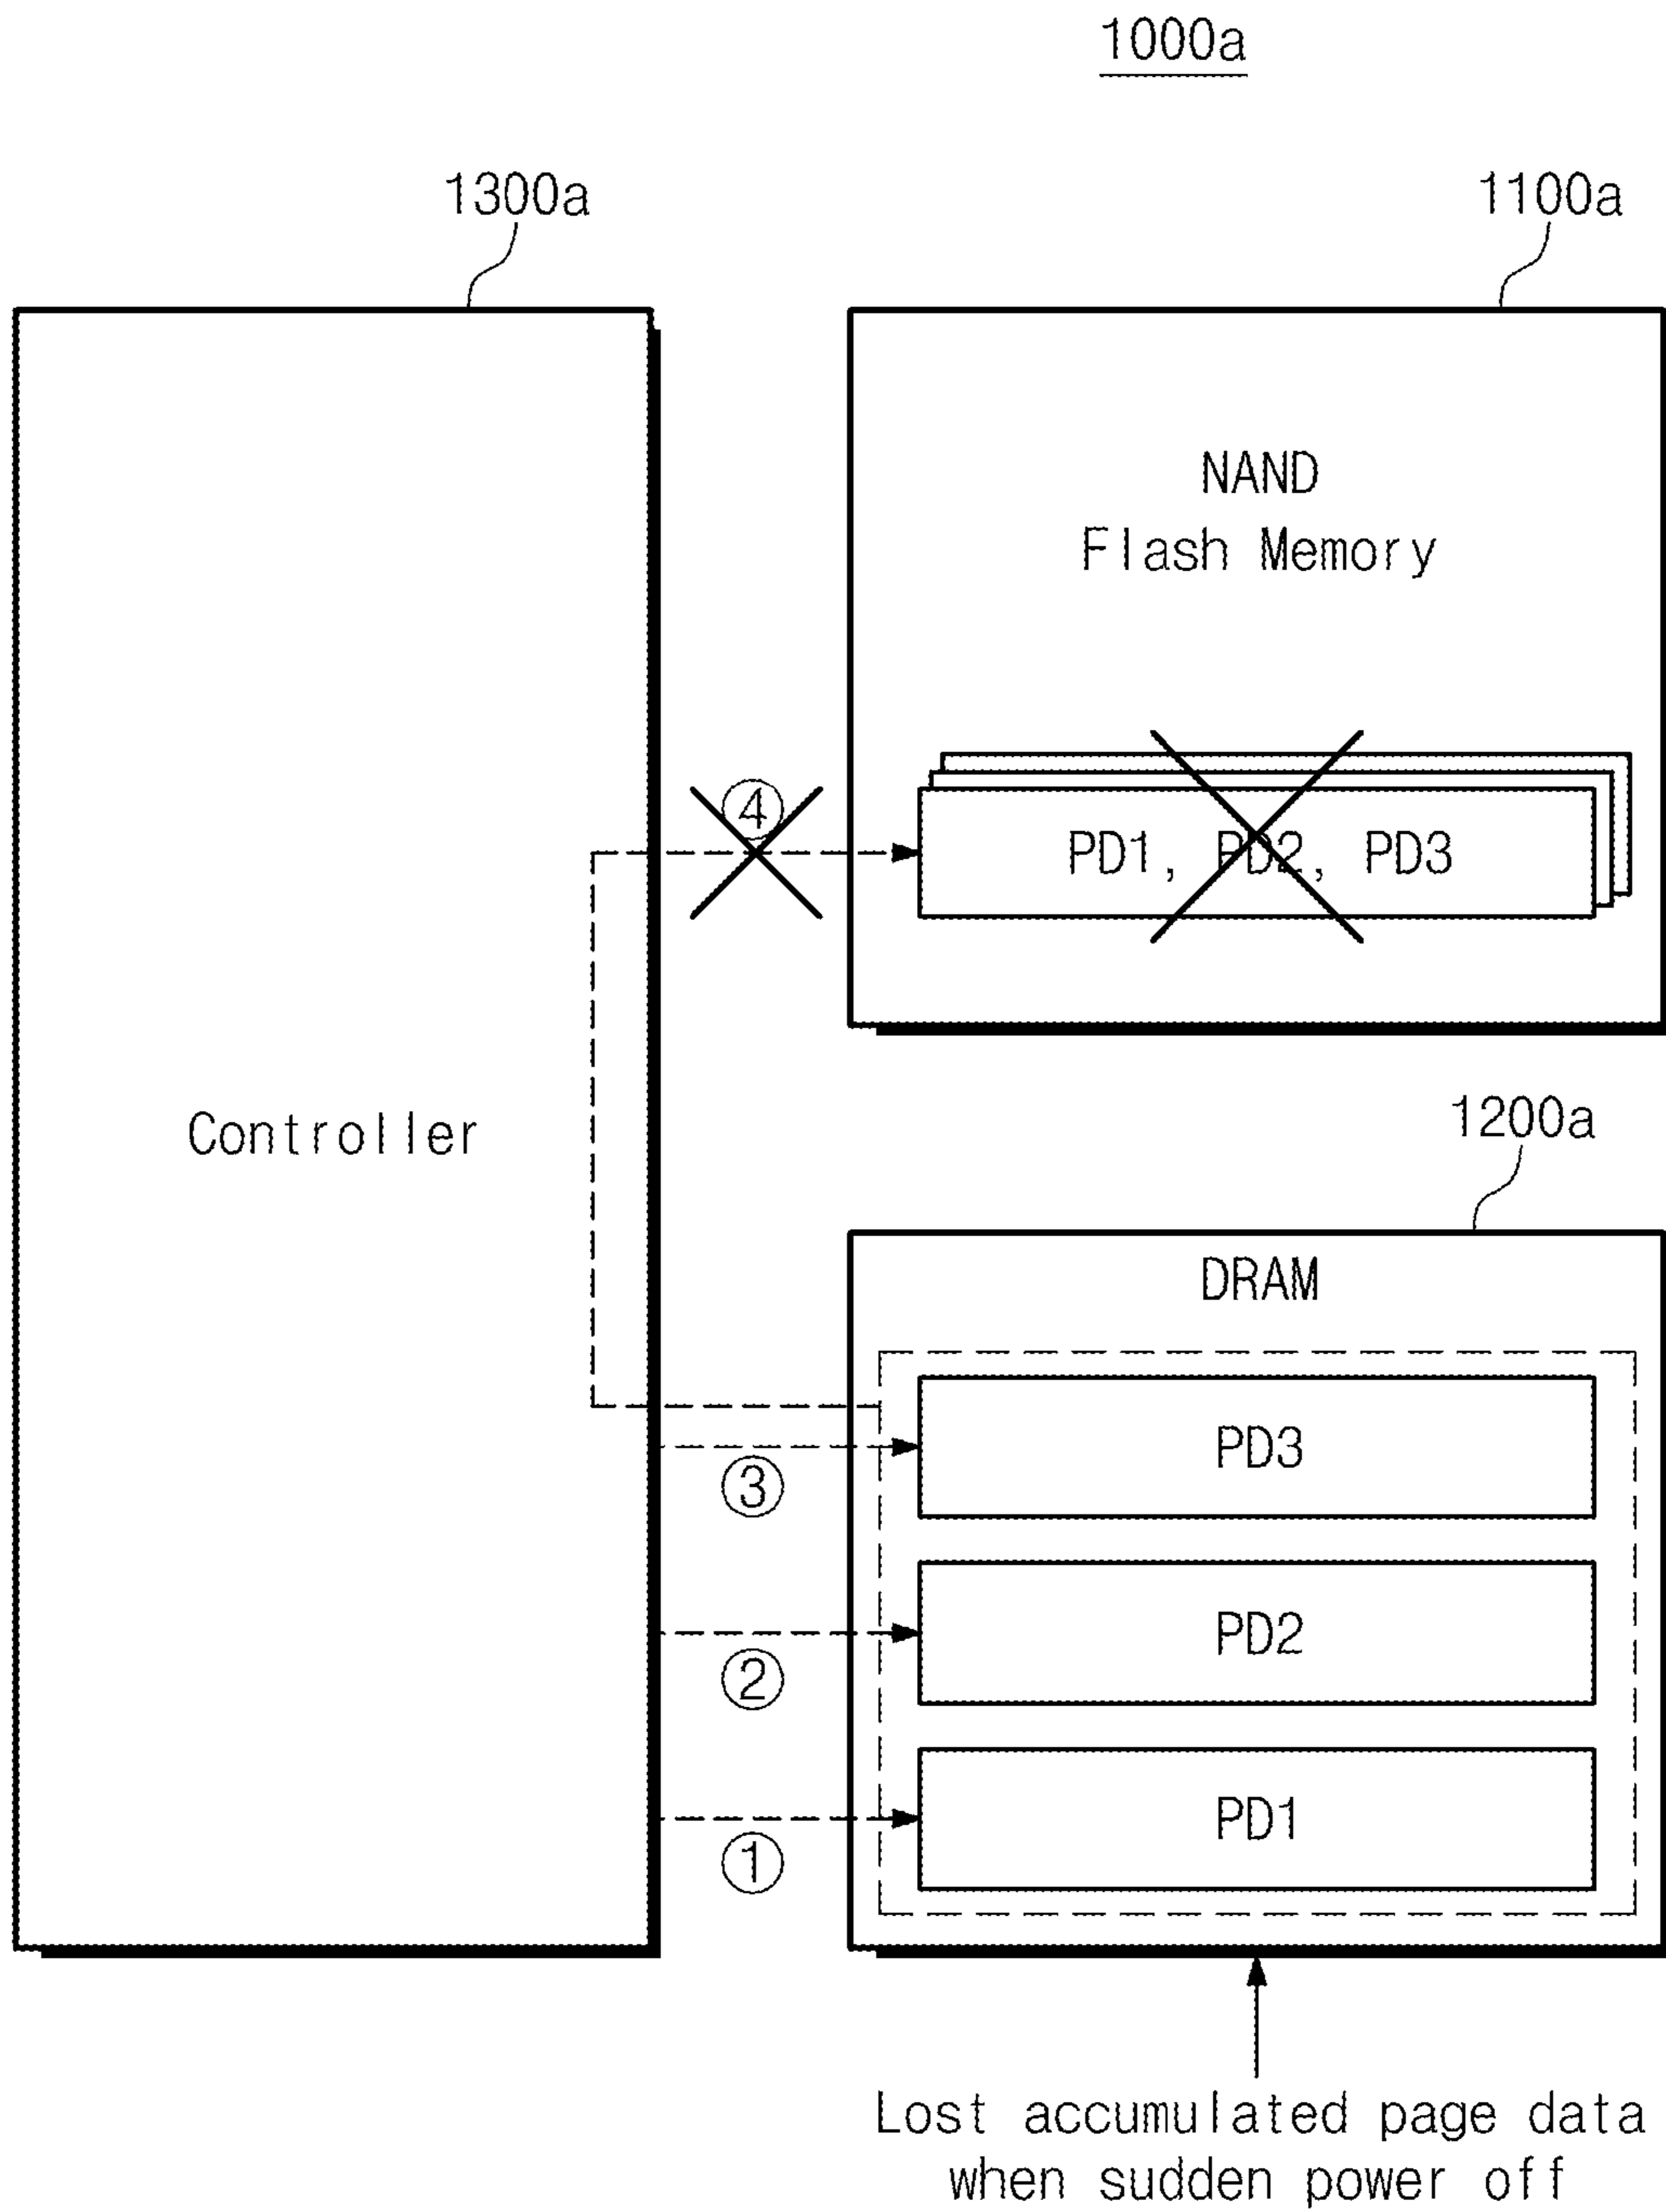 1000a
1300a
1100a
NAND
Flash Memory
④
PD1, PD2, PD3
Controller
1200a
DRAM
PD3
③
PD2
②
PD1
①
Lost accumulated page data
when sudden power off